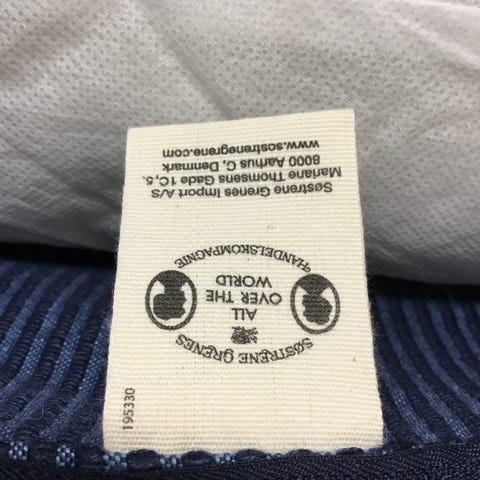 SØSTRENE GRENES
ALL
OVER THE
WORLD
HANDELSKOMPAGNIE
Søstrene Grenes Import A/S
Mariane Thomsens Gade 1C, 5.
8000 Aarhus C, Denmark
www.sostrenegrene.com
195330